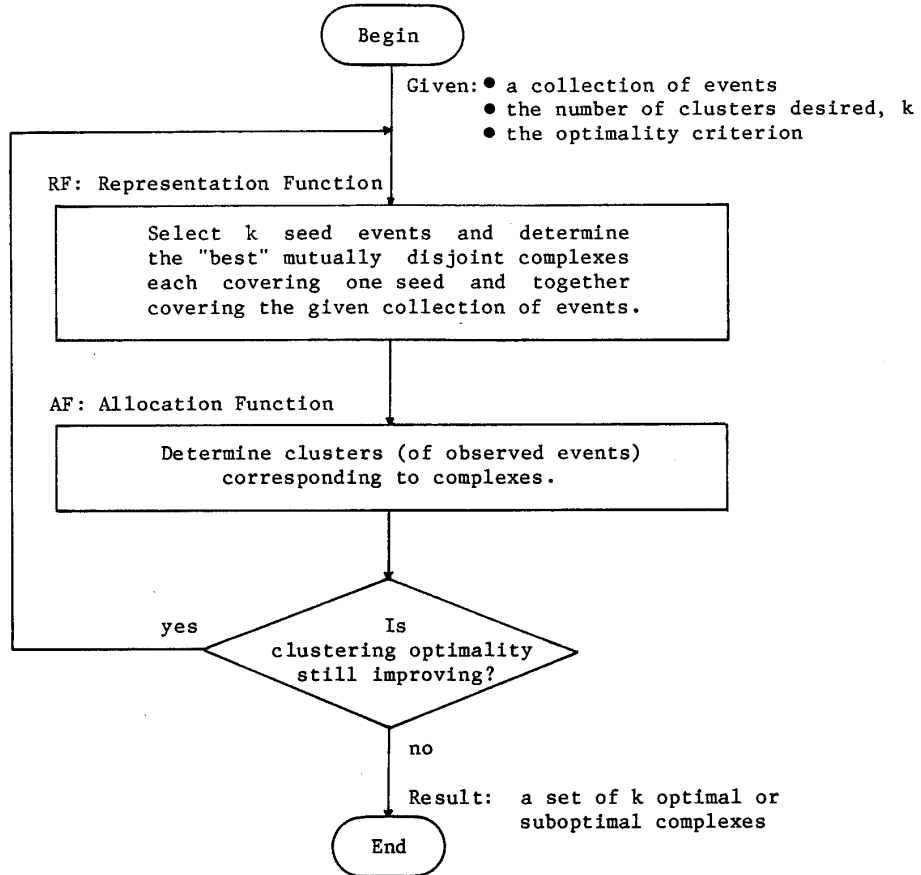 Begin
Given: • a collection of events
• the number of clusters desired, k
• the optimality criterion
RF: Representation Function
Select k seed events and determine
the "best" mutually disjoint complexes
each covering one seed and together
covering the given collection of events.
AF: Allocation Function
Determine clusters (of observed events)
corresponding to complexes.
yes
Is
clustering optimality
still improving?
no
Result: a set of k optimal or
suboptimal complexes
End